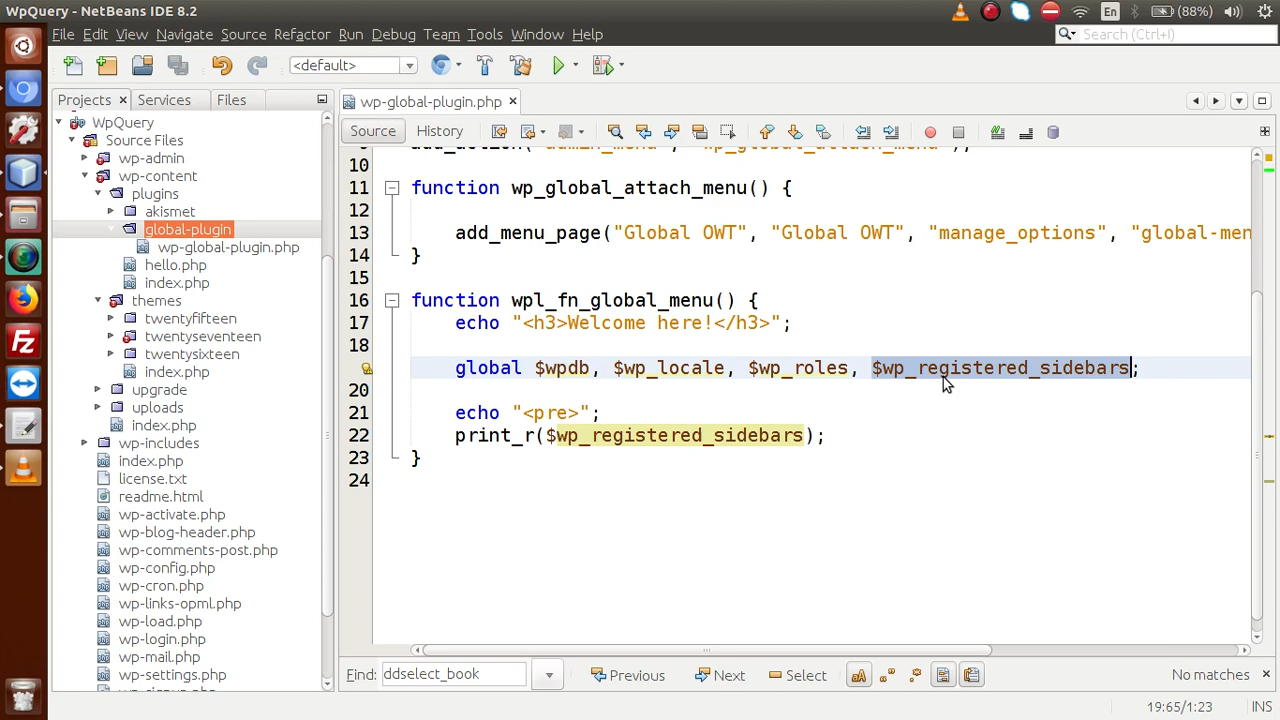 WpQuery - NetBeans IDE 8.2
En
(88%)
File Edit View Navigate Source Refactor Run Debug Team Tools Window Help
Search (Ctrl+I)
<default>
Projects
Services
Files
wp-global-plugin.php
Source
History
WpQuery
Source Files
wp-admin
wp-content
plugins
akismet
global-plugin
wp-global-plugin.php
hello.php
index.php
themes
twentyfifteen
twentyseventeen
twentysixteen
index.php
upgrade
uploads
index.php
wp-includes
index.php
license.txt
readme.html
wp-activate.php
wp-blog-header.php
wp-comments-post.php
wp-config.php
wp-cron.php
wp-links-opml.php
wp-load.php
wp-login.php
wp-mail.php
wp-settings.php
9 add_action("admin_menu", "wp_global_attach_menu");
10
11 function wp_global_attach_menu() {
12
13 add_menu_page("Global OWT", "Global OWT", "manage_options", "global-men
14 }
15
16 function wpl_fn_global_menu() {
17 echo "<h3>Welcome here!</h3>";
18
global $wpdb, $wp_locale, $wp_roles, $wp_registered_sidebars;
20
21 echo "<pre>";
22 print_r($wp_registered_sidebars);
23 }
24
Find: ddselect_book
Previous
Next
Select
No matches
19:65/1:23
INS